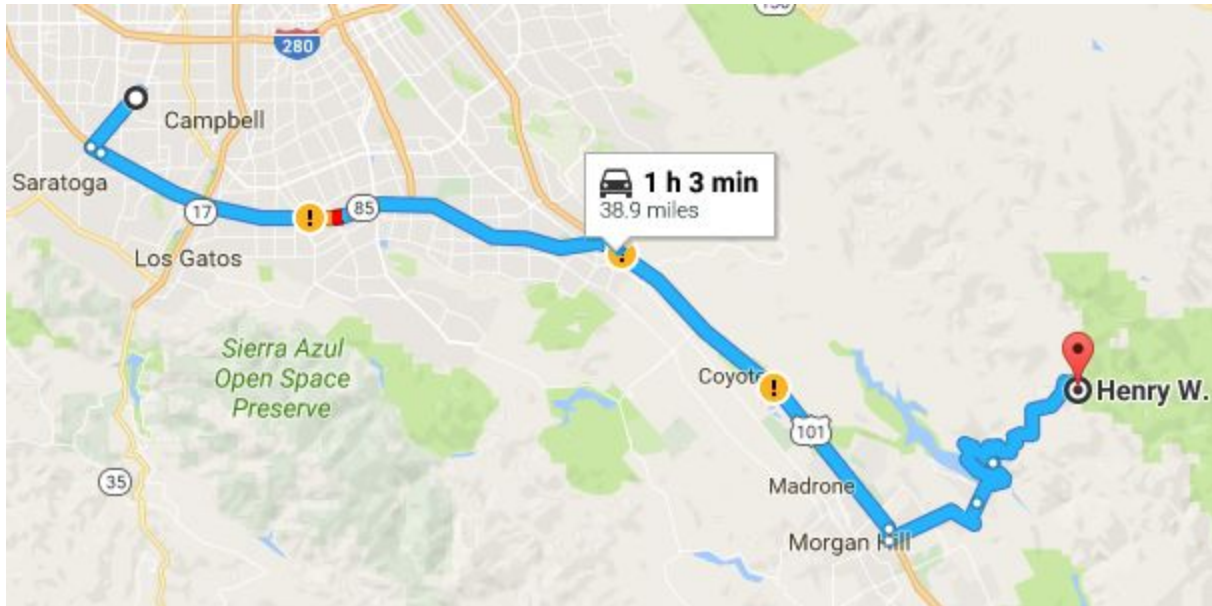 280
Campbell
Saratoga
17
85
1 h 3 min
38.9 miles
Los Gatos
Sierra Azul
Open Space
Preserve
Coyote
Henry W.
101
35
Madrone
Morgan Hill